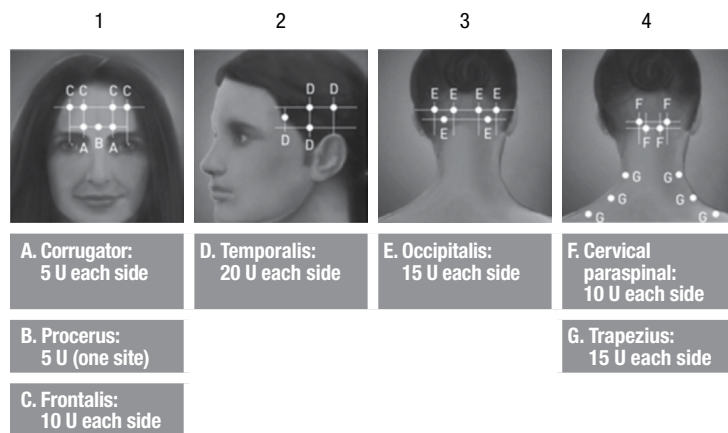 1
2
3
4
C C C C
A B A
D D
D D
E E E E
E E
F F
F F
G G
G G
G G
A. Corrugator:
5 U each side
B. Procerus:
5 U (one site)
C. Frontalis:
10 U each side
D. Temporalis:
20 U each side
E. Occipitalis:
15 U each side
F. Cervical
paraspinal:
10 U each side
G. Trapezius:
15 U each side